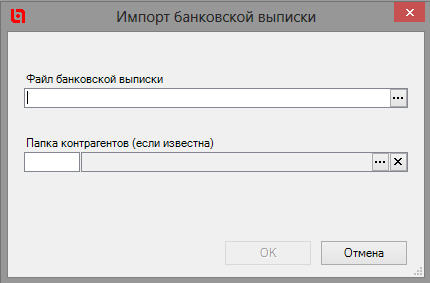 Импорт банковской выписки
Файл банковской выписки
...
Папка контрагентов (если известна)
...
OK Отмена